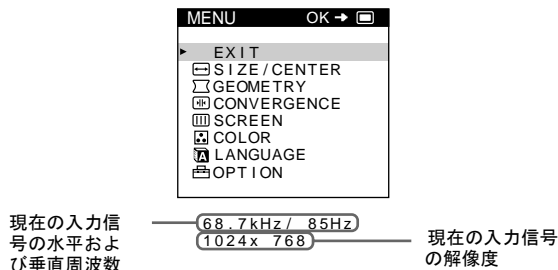 MENU OK
EXIT
SIZE/CENTER
GEOMETRY
CONVERGENCE
SCREEN
COLOR
LANGUAGE
OPTION
68.7kHz/ 85Hz
1024x 768
現在の入力信
号の水平およ
び垂直周波数
現在の入力信号
の解像度